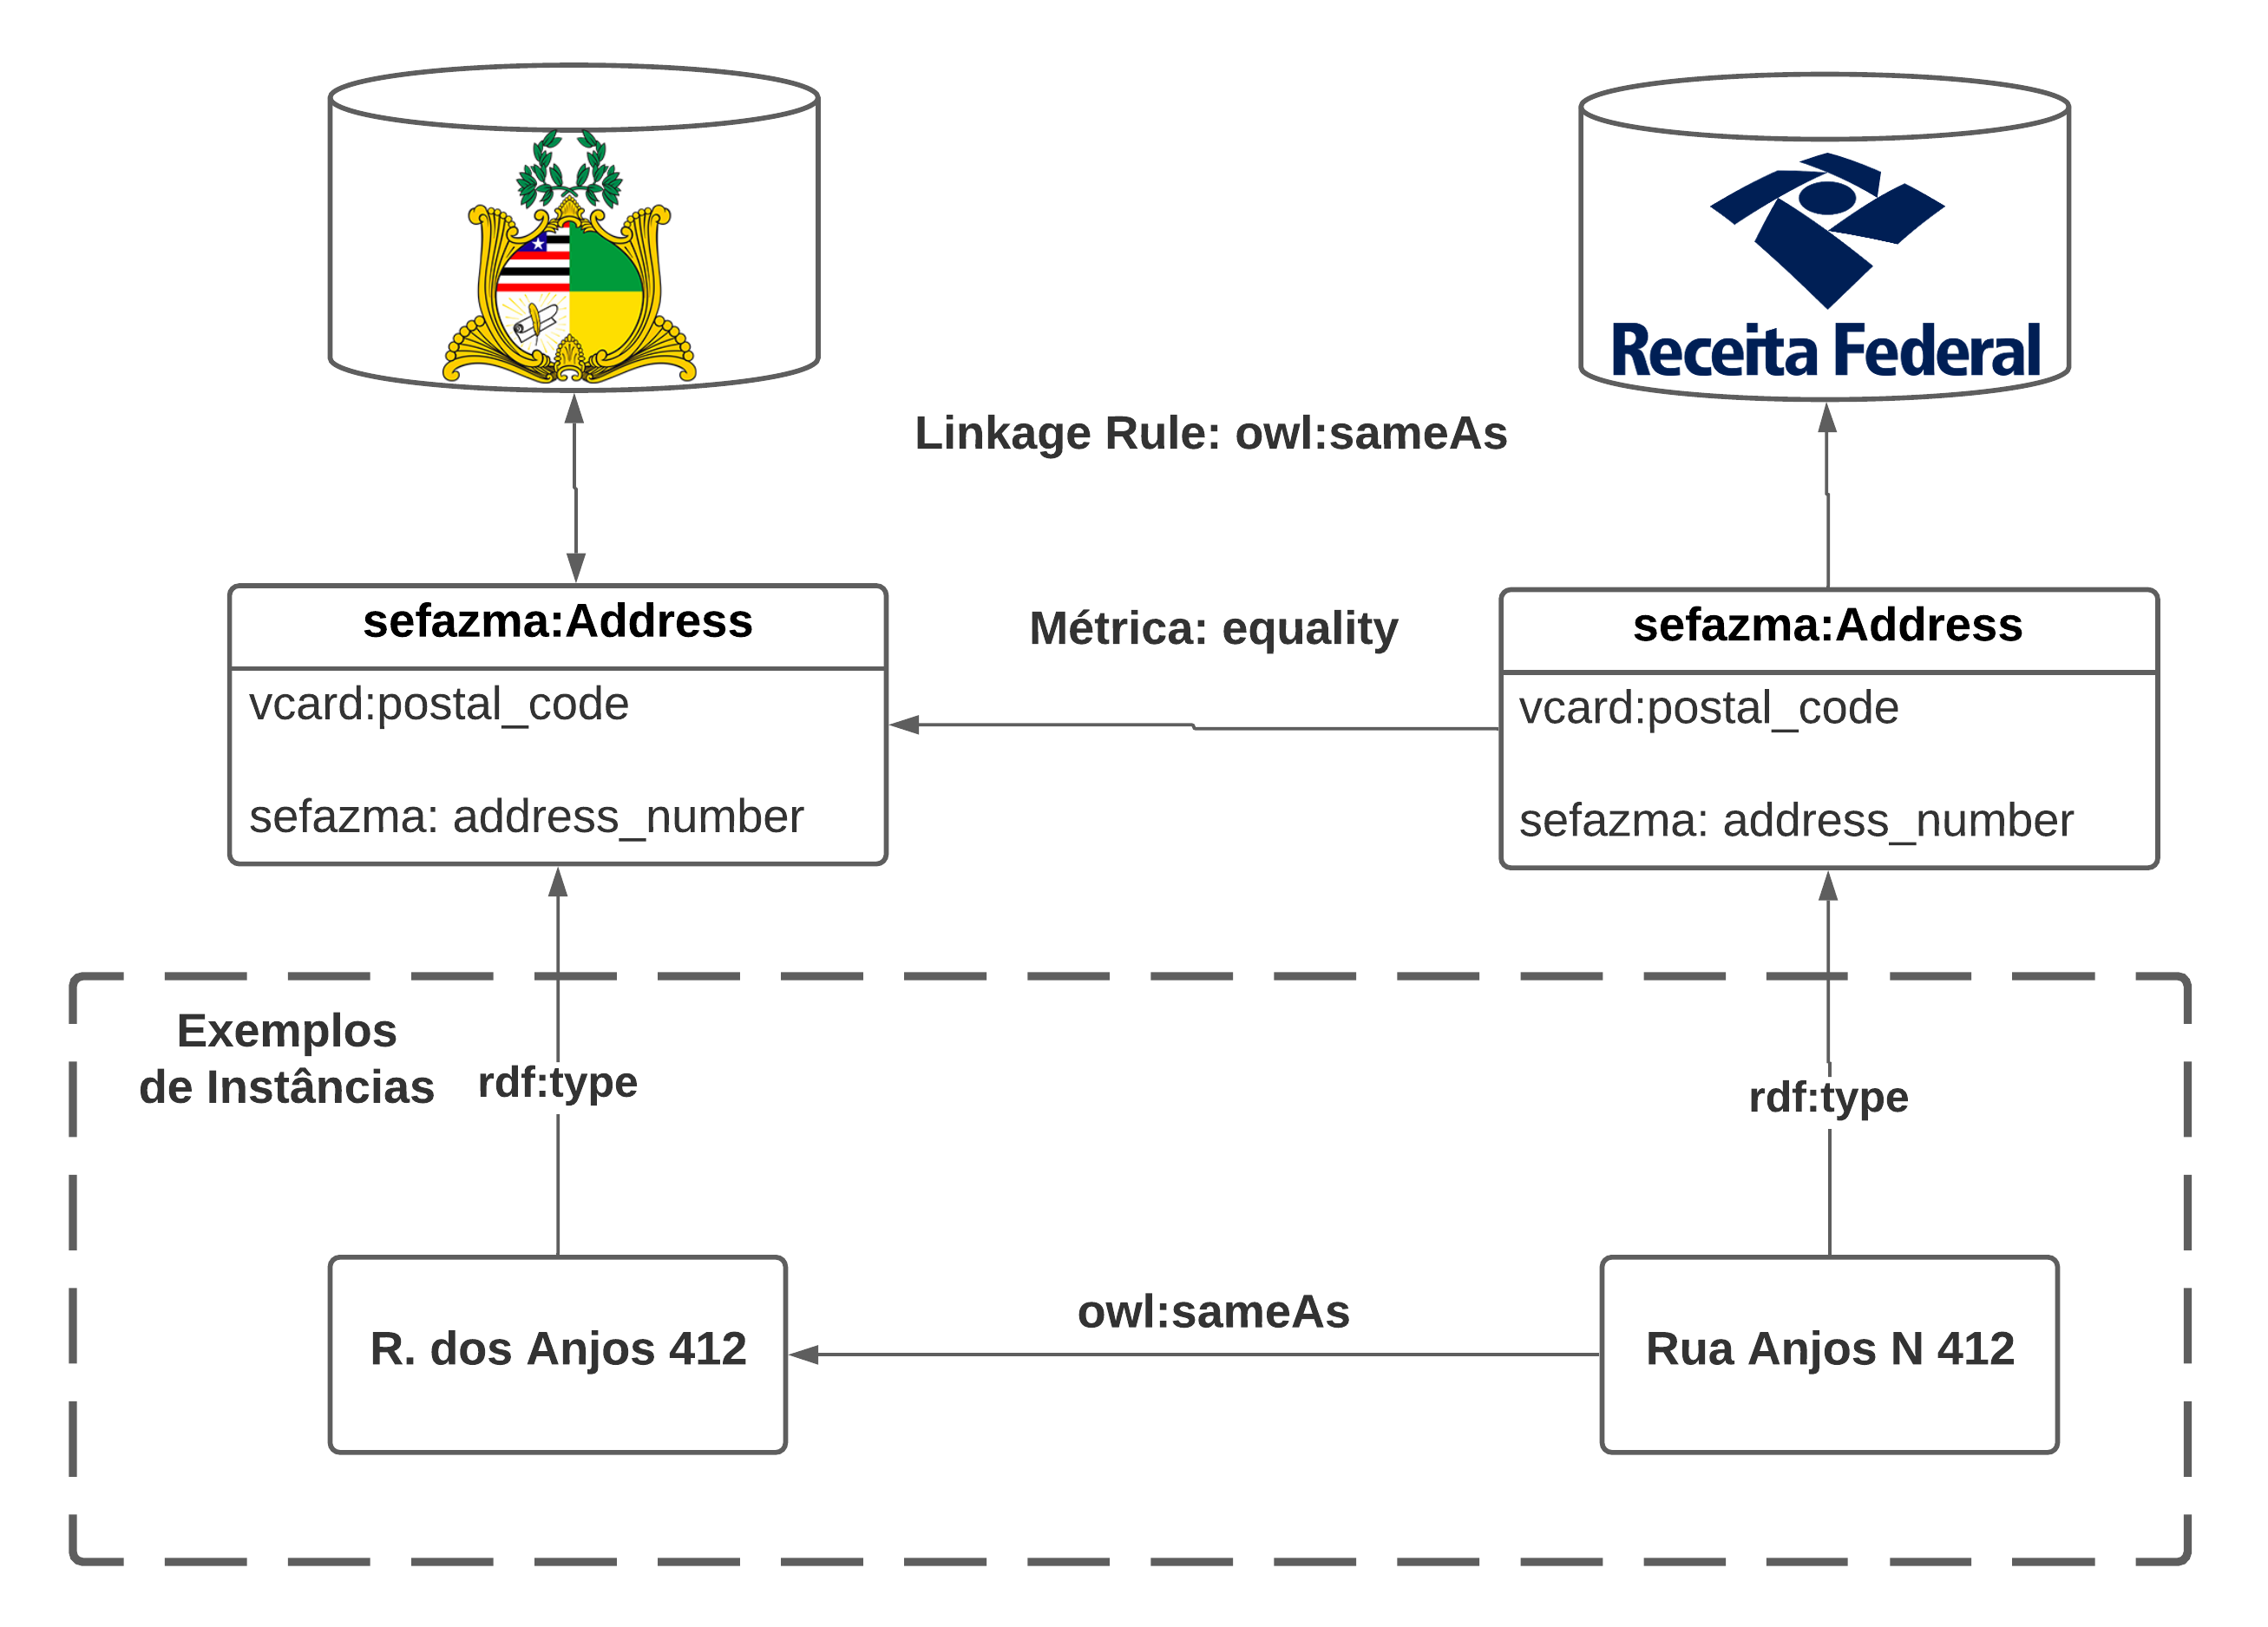 Receita Federal
Linkage Rule: owl:sameAs
sefazma:Address
vcard:postal_code
sefazma: address_number
Métrica: equality
sefazma:Address
vcard:postal_code
sefazma: address_number
Exemplos
de Instâncias
rdf:type
rdf:type
R. dos Anjos 412
owl:sameAs
Rua Anjos N 412